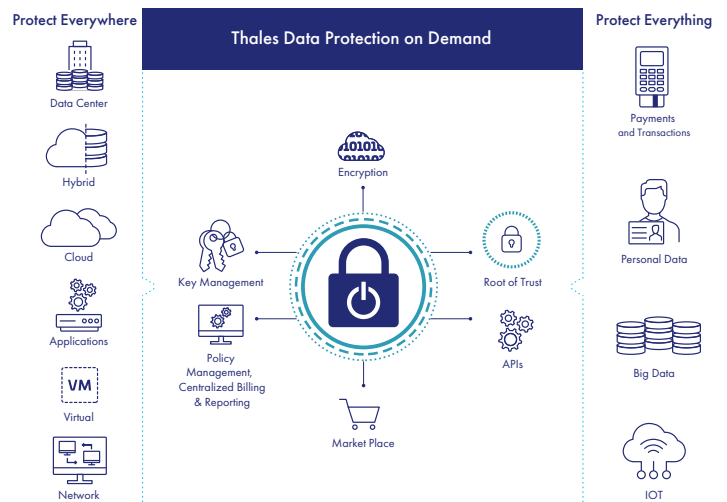 Protect Everywhere
Thales Data Protection on Demand
Protect Everything
Data Center
Hybrid
Cloud
Applications
VM
Virtual
Network
10101
101010
Encryption
Key Management
Root of Trust
Policy
Management,
Centralized Billing
& Reporting
APIs
Market Place
Payments
and Transactions
Personal Data
Big Data
IOT